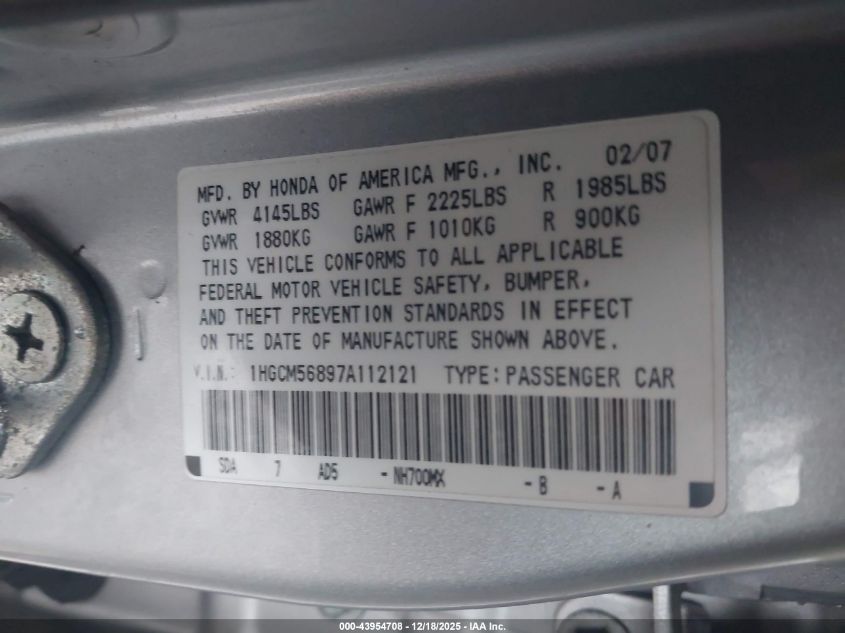 MFD. BY HONDA OF AMERICA MFG., INC. 02/07
GVWR 4145LBS GAWR F 2225LBS R 1985LBS
GVWR 1880KG GAWR F 1010KG R 900KG
THIS VEHICLE CONFORMS TO ALL APPLICABLE
FEDERAL MOTOR VEHICLE SAFETY, BUMPER,
AND THEFT PREVENTION STANDARDS IN EFFECT
ON THE DATE OF MANUFACTURE SHOWN ABOVE.
V.I.N.: 1HGCM56897A112121 TYPE: PASSENGER CAR
SDA 7 AD5 - NH700MX - B - A
000-43954708 - 12/18/2025 - IAA Inc.